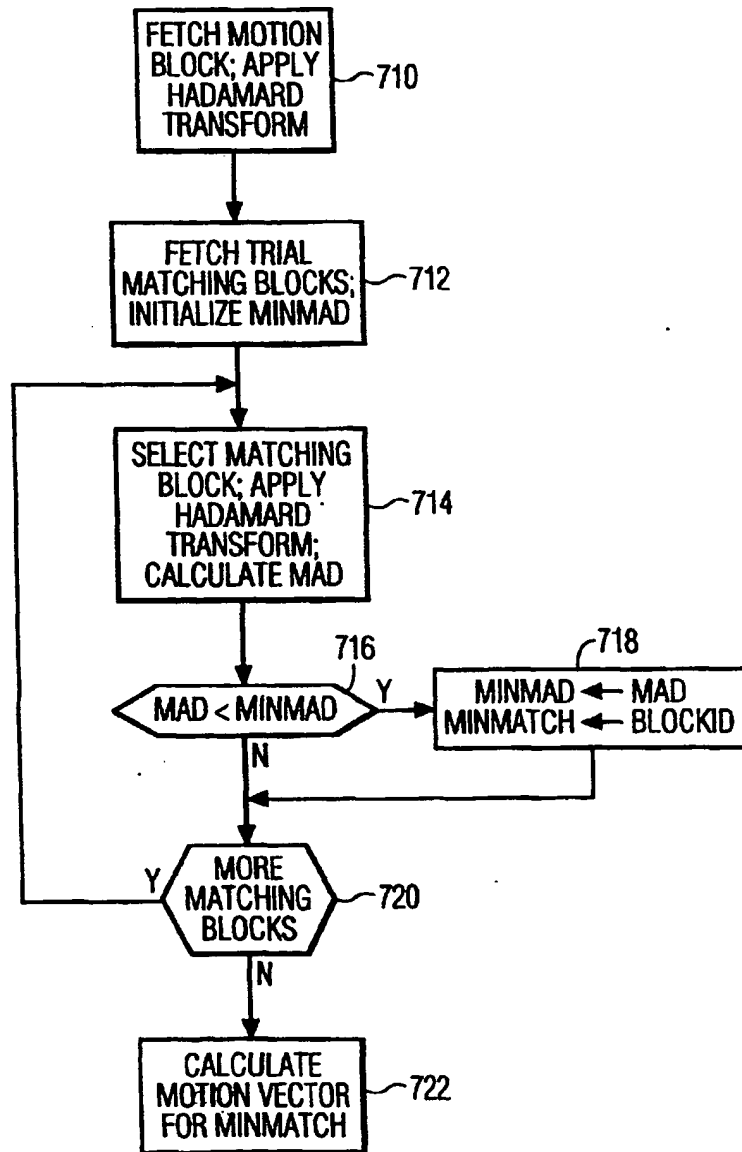 FETCH MOTION
BLOCK; APPLY
HADAMARD
TRANSFORM
710
FETCH TRIAL
MATCHING BLOCKS;
INITIALIZE MINMAD
712
SELECT MATCHING
BLOCK; APPLY
HADAMARD
TRANSFORM;
CALCULATE MAD
714
716
MAD < MINMAD
Y
N
718
MINMAD ← MAD
MINMATCH ← BLOCKID
Y
MORE
MATCHING
BLOCKS
720
N
CALCULATE
MOTION VECTOR
FOR MINMATCH
722